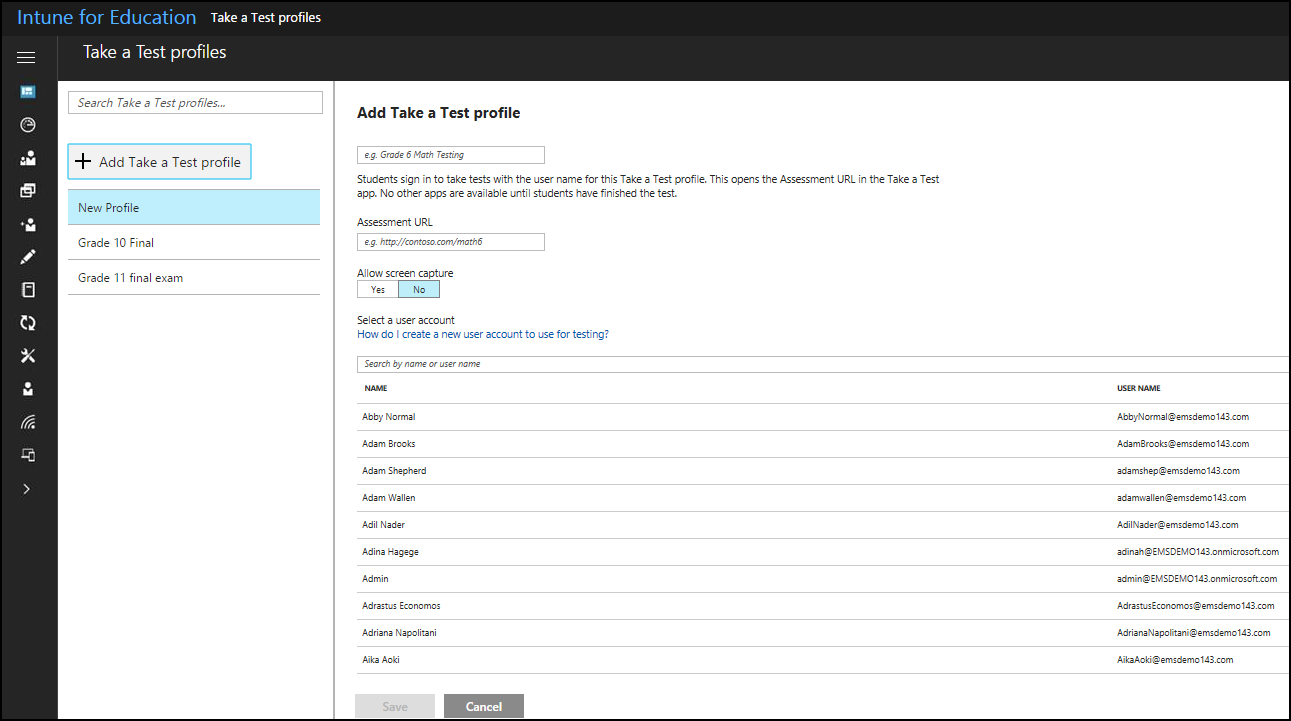 Intune for Education Take a Test profiles
Take a Test profiles
Search Take a Test profiles...
Add Take a Test profile
New Profile
Grade 10 Final
Grade 11 final exam
Add Take a Test profile
e.g. Grade 6 Math Testing
Students sign in to take tests with the user name for this Take a Test profile. This opens the Assessment URL in the Take a Test
app. No other apps are available until students have finished the test.
Assessment URL
e.g. http://contoso.com/math6
Allow screen capture
Yes No
Select a user account
How do I create a new user account to use for testing?
Search by name or user name
NAME USER NAME
Abby Normal AbbyNormal@emsdemo143.com
Adam Brooks AdamBrooks@emsdemo143.com
Adam Shepherd adamshep@emsdemo143.com
Adam Wallen adamwallen@emsdemo143.com
Adil Nader AdilNader@emsdemo143.com
Adina Hagege adinah@EMSDEMO143.onmicrosoft.com
Admin admin@EMSDEMO143.onmicrosoft.com
Adrastus Economos AdrastusEconomos@emsdemo143.com
Adriana Napolitani AdrianaNapolitani@emsdemo143.com
Aika Aoki AikaAoki@emsdemo143.com
Save Cancel